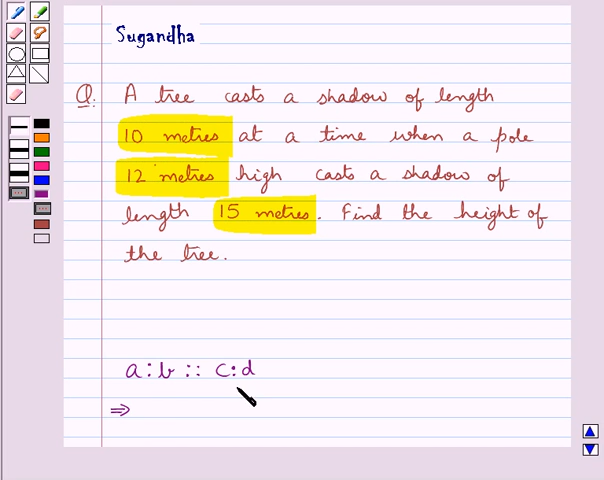 Sugandha
Q. A tree casts a shadow of length
10 metres at a time when a pole
12 metres high casts a shadow of
length 15 metres. Find the height of
the tree.
a : b :: c : d
⇒